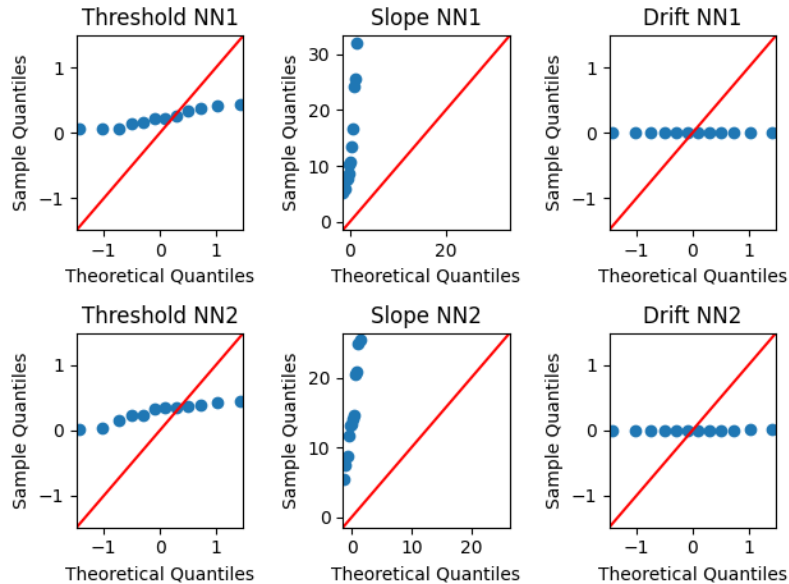 Threshold NN1
Slope NN1
Drift NN1
Sample Quantiles
1
0
−1
−1
0
1
Theoretical Quantiles
Sample Quantiles
30
20
10
0
0
20
Theoretical Quantiles
Sample Quantiles
1
0
−1
−1
0
1
Theoretical Quantiles
Threshold NN2
Slope NN2
Drift NN2
Sample Quantiles
1
0
−1
−1
0
1
Theoretical Quantiles
Sample Quantiles
20
10
0
0
10
20
Theoretical Quantiles
Sample Quantiles
1
0
−1
−1
0
1
Theoretical Quantiles